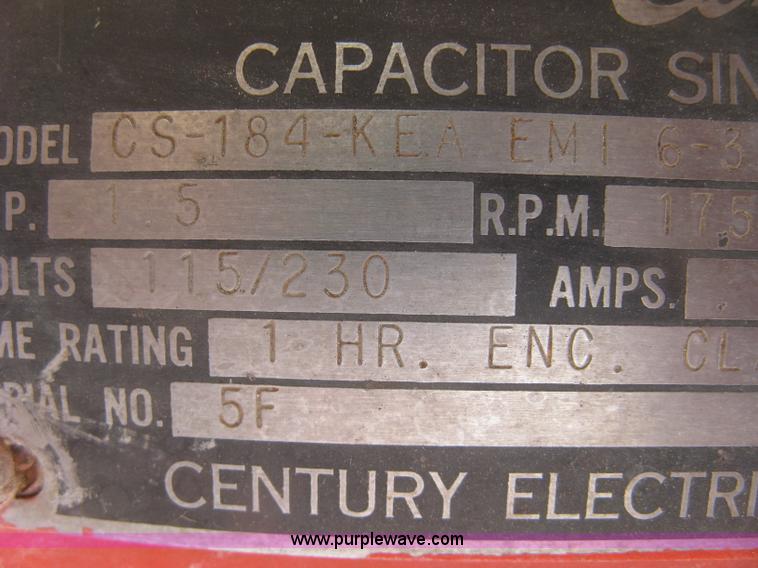 CAPACITOR SIN
ODEL CS-184-KEA EMI 6-3
P. 1.5 R.P.M. 175
OLTS 115/230 AMPS.
ME RATING 1 HR. ENC. CL.
RIAL NO. 5F
CENTURY ELECTRI
www.purplewave.com